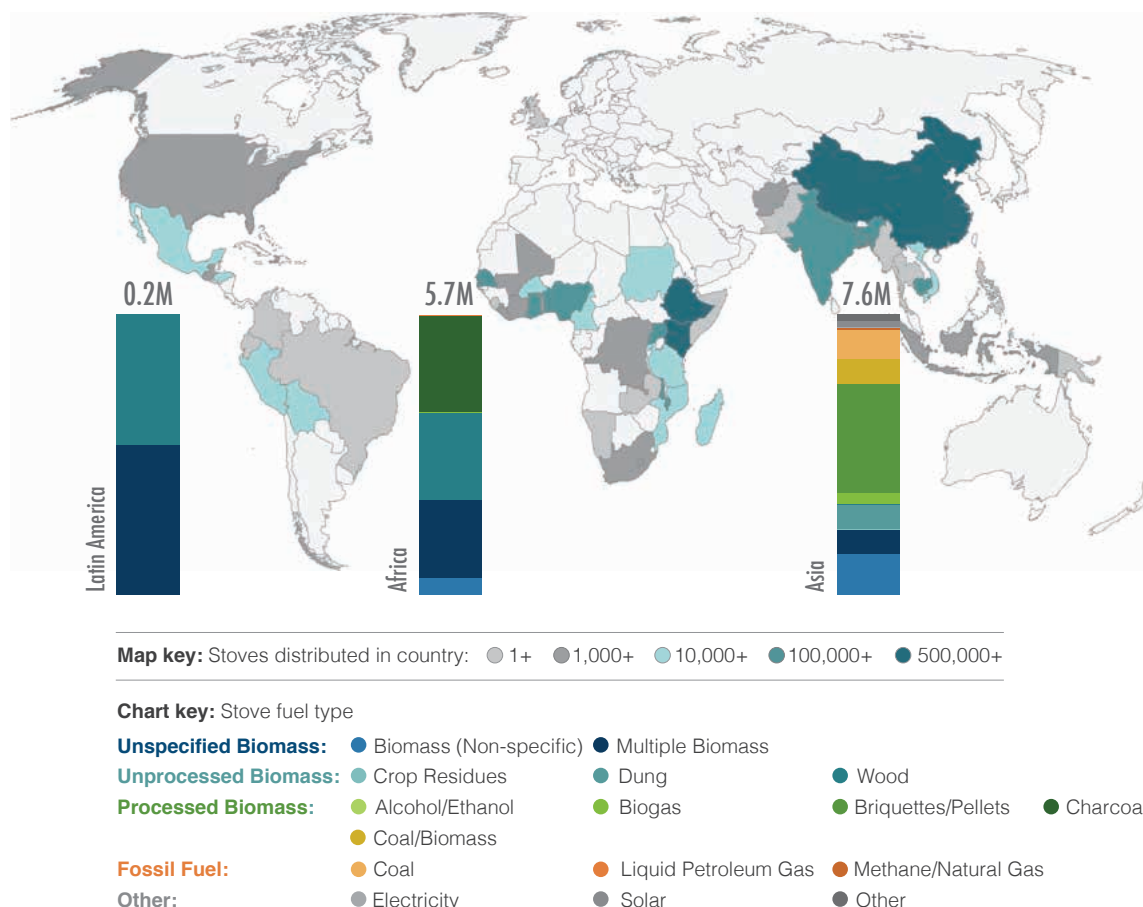 0.2M
5.7M
7.6M
Latin America
Africa
Asia
Map key: Stoves distributed in country: 1+ 1,000+ 10,000+ 100,000+ 500,000+
Chart key: Stove fuel type
Unspecified Biomass: Biomass (Non-specific) Multiple Biomass
Unprocessed Biomass: Crop Residues Dung Wood
Processed Biomass: Alcohol/Ethanol Biogas Briquettes/Pellets Charcoa
Coal/Biomass
Fossil Fuel: Coal Liquid Petroleum Gas Methane/Natural Gas
Other: Electricity Solar Other